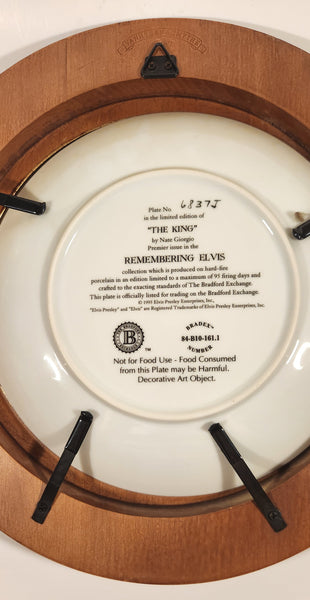 Plate No. 6837J
in the limited edition of
"THE KING"
by Nate Giorgio
Premier issue in the
REMEMBERING ELVIS
collection which is produced on hard-fire
porcelain in an edition limited to a maximum of 95 firing days and
crafted to the exacting standards of The Bradford Exchange.
This plate is officially listed for trading on the Bradford Exchange.
© 1995 Elvis Presley Enterprises, Inc.,
"Elvis Presley" and "Elvis" are Registered Trademarks of Elvis Presley Enterprises, Inc.
B
TM
BRADEX
84-B10-161.1
NUMBER
Not for Food Use - Food Consumed
from this Plate may be Harmful.
Decorative Art Object.